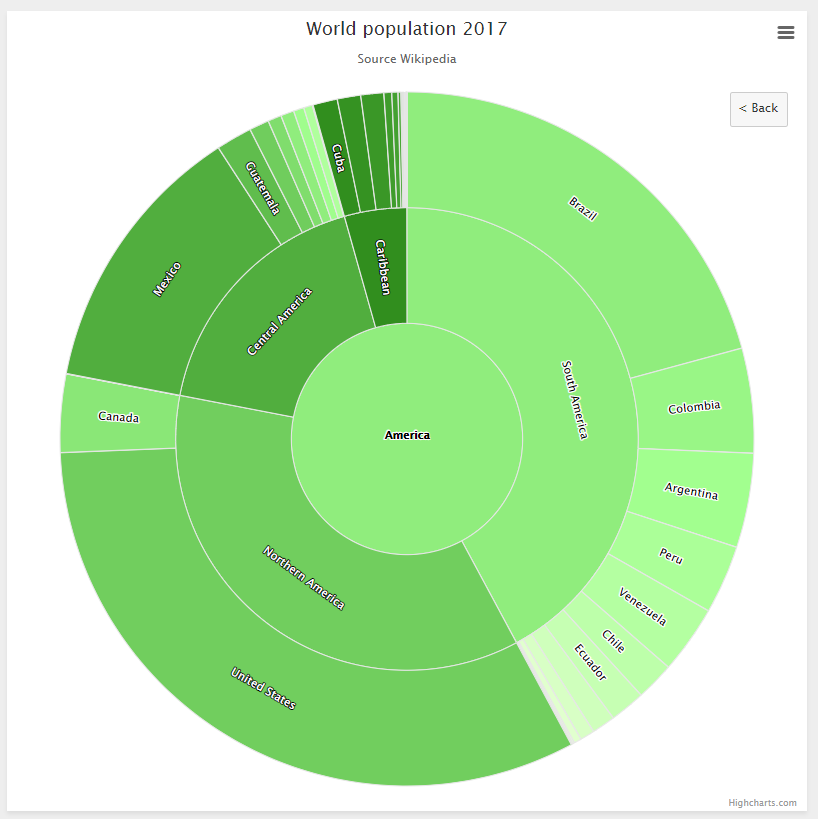 World population 2017
Source Wikipedia
< Back
Brazil
Cuba
Guatemala
Caribbean
Mexico
Central America
South America
Canada
Colombia
America
Argentina
Peru
Northern America
Venezuela
Chile
Ecuador
United States
Highcharts.com